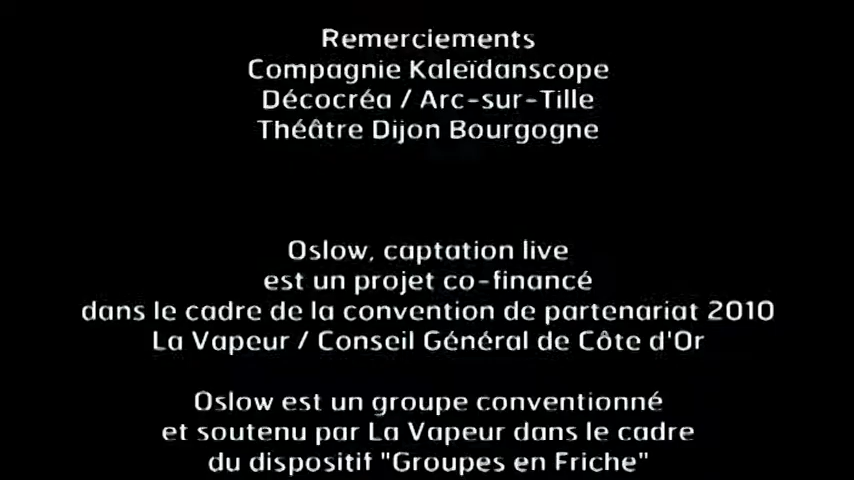 Remerciements
Compagnie Kaleïdanscope
Décocréa / Arc-sur-Tille
Théâtre Dijon Bourgogne
Oslow, captation live
est un projet co-financé
dans le cadre de la convention de partenariat 2010
La Vapeur / Conseil Général de Côte d'Or
Oslow est un groupe conventionné
et soutenu par La Vapeur dans le cadre
du dispositif "Groupes en Friche"